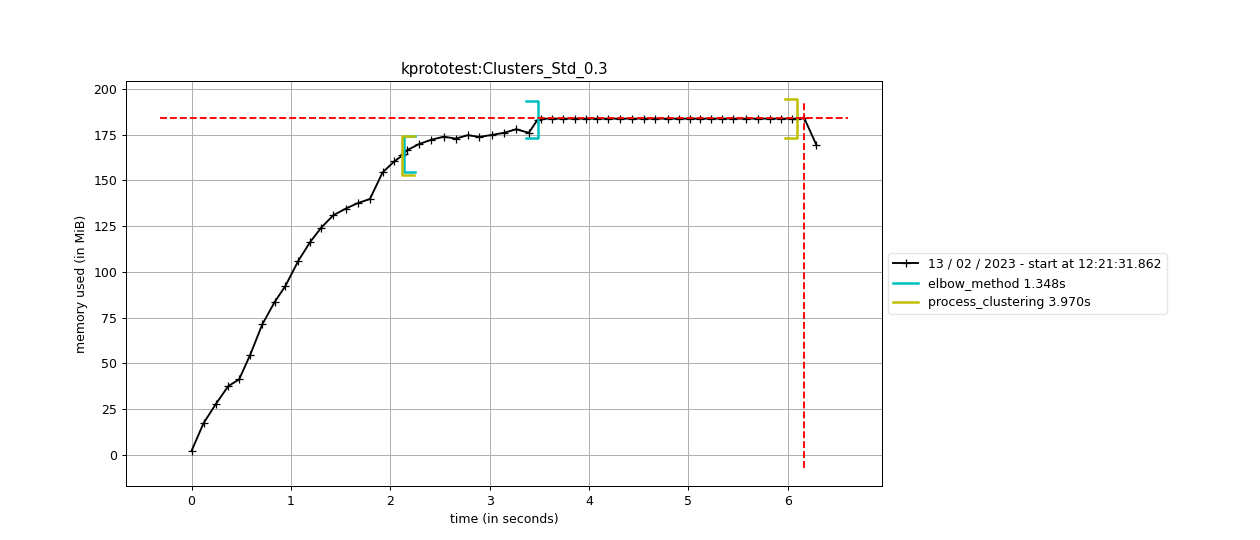 kprototest:Clusters_Std_0.3
200
175
150
125
100
75
50
25
0
memory used (in MiB)
0 1 2 3 4 5 6
time (in seconds)
13 / 02 / 2023 - start at 12:21:31.862
elbow_method 1.348s
process_clustering 3.970s